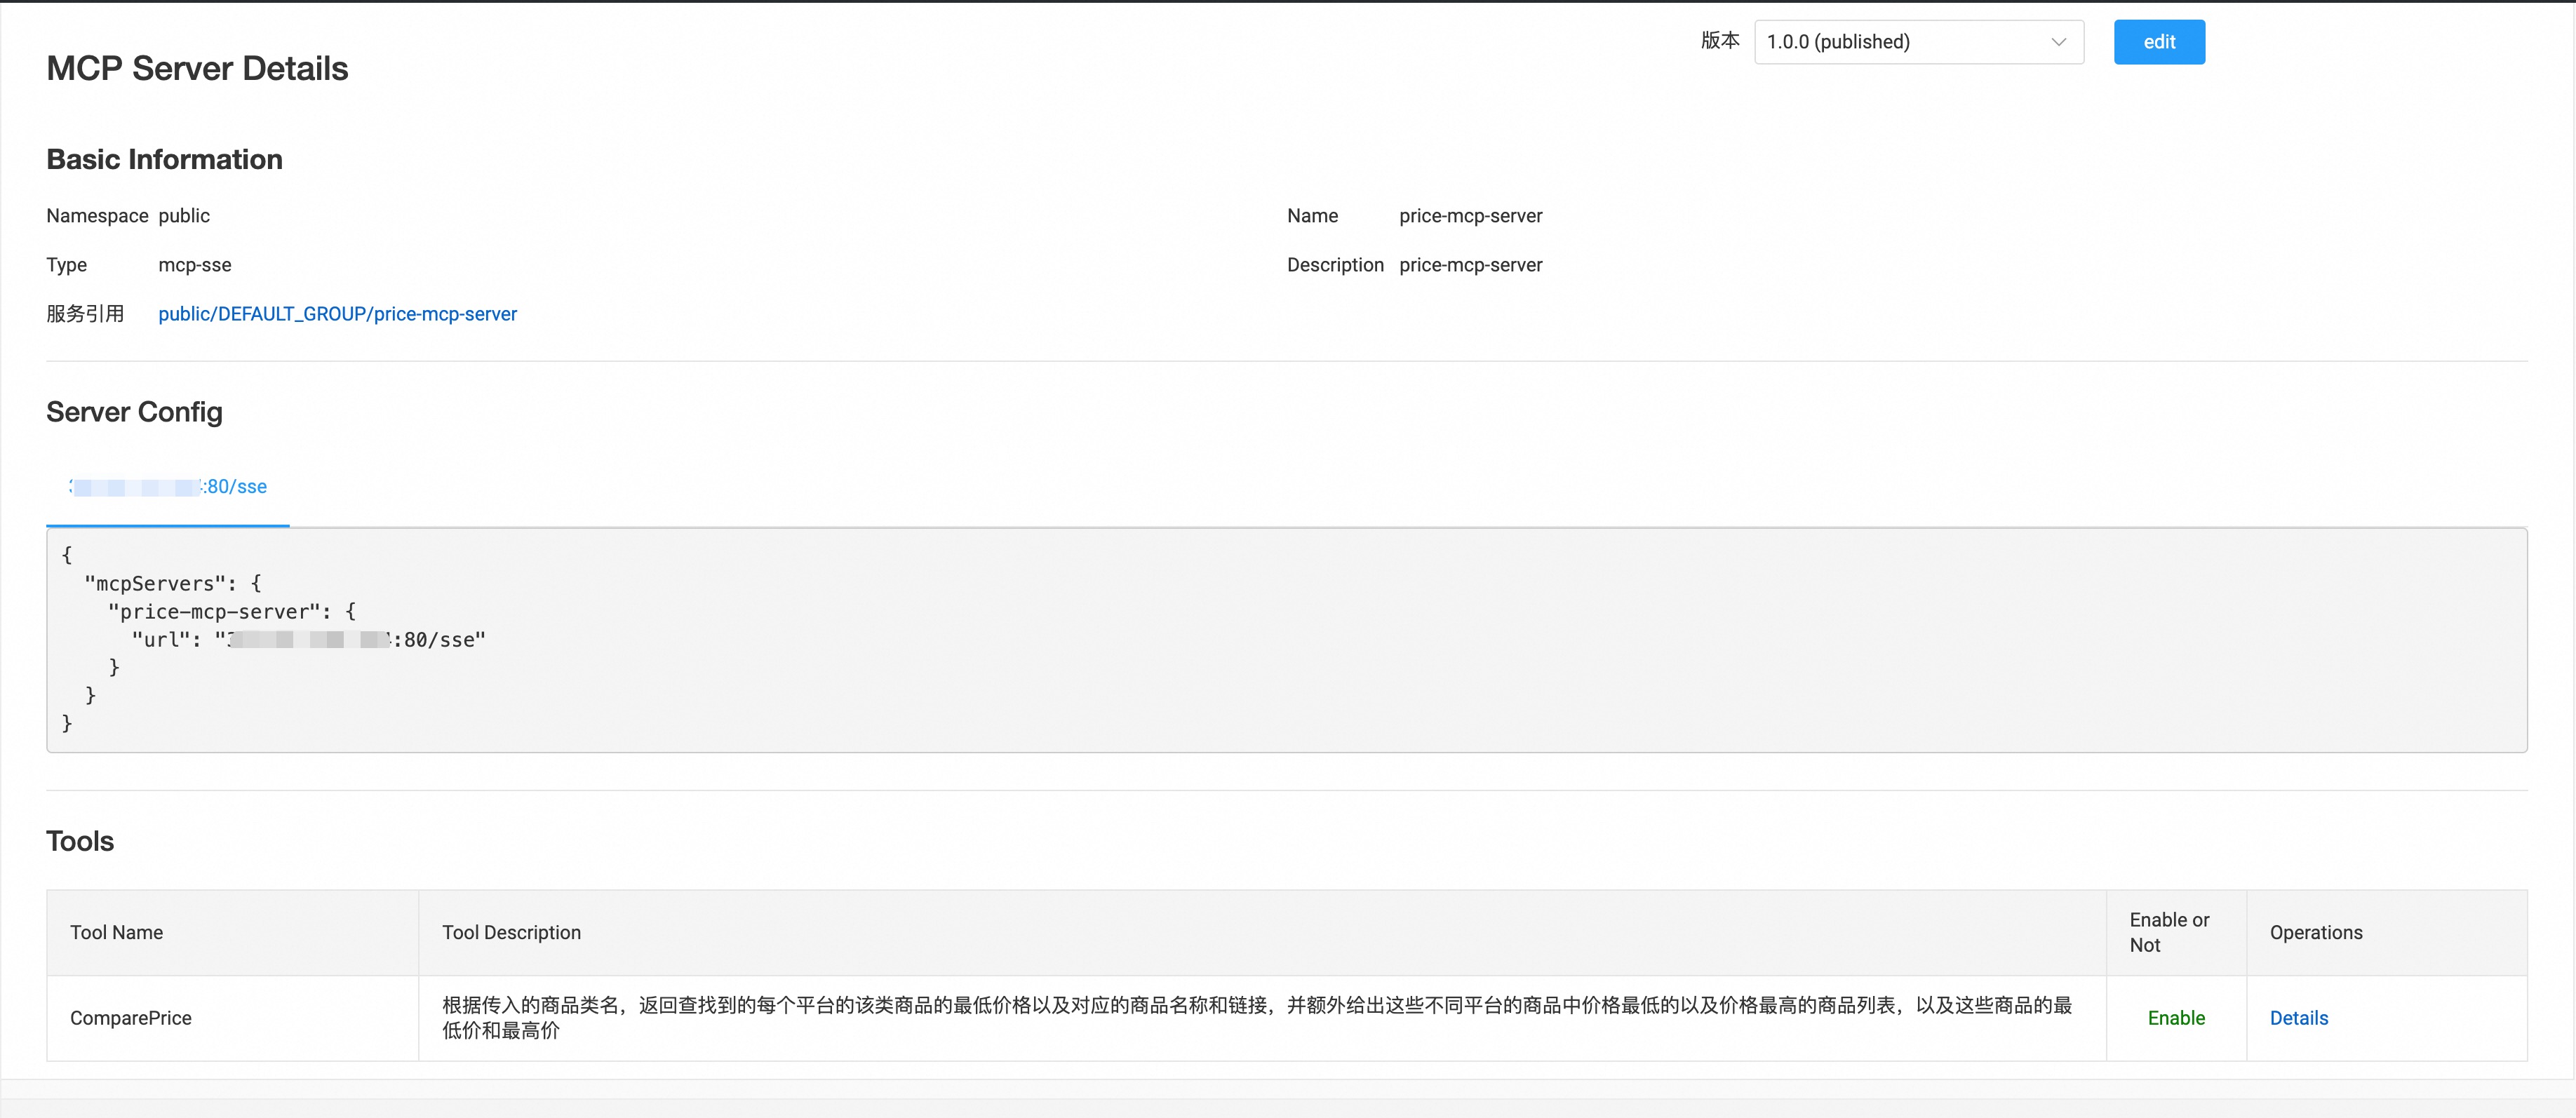 版本 1.0.0 (published) edit
MCP Server Details
Basic Information
Namespace public
Name price-mcp-server
Type mcp-sse
Description price-mcp-server
服务引用 public/DEFAULT_GROUP/price-mcp-server
Server Config
:80/sse
{
"mcpServers": {
"price-mcp-server": {
"url": ":80/sse"
}
}
}
Tools
Tool Name
Tool Description
Enable or
Not
Operations
ComparePrice
根据传入的商品类名，返回查找到的每个平台的该类商品的最低价格以及对应的商品名称和链接，并额外给出这些不同平台的商品中价格最低的以及价格最高的商品列表，以及这些商品的最
低价和最高价
Enable
Details